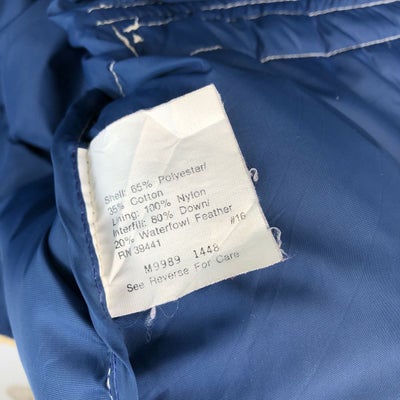 Shell: 65% Polyester/
35% Cotton
Lining: 100% Nylon
Interfill: 80% Down/
20% Waterfowl Feather
RN 39441 #16
M9989 1448
See Reverse For Care